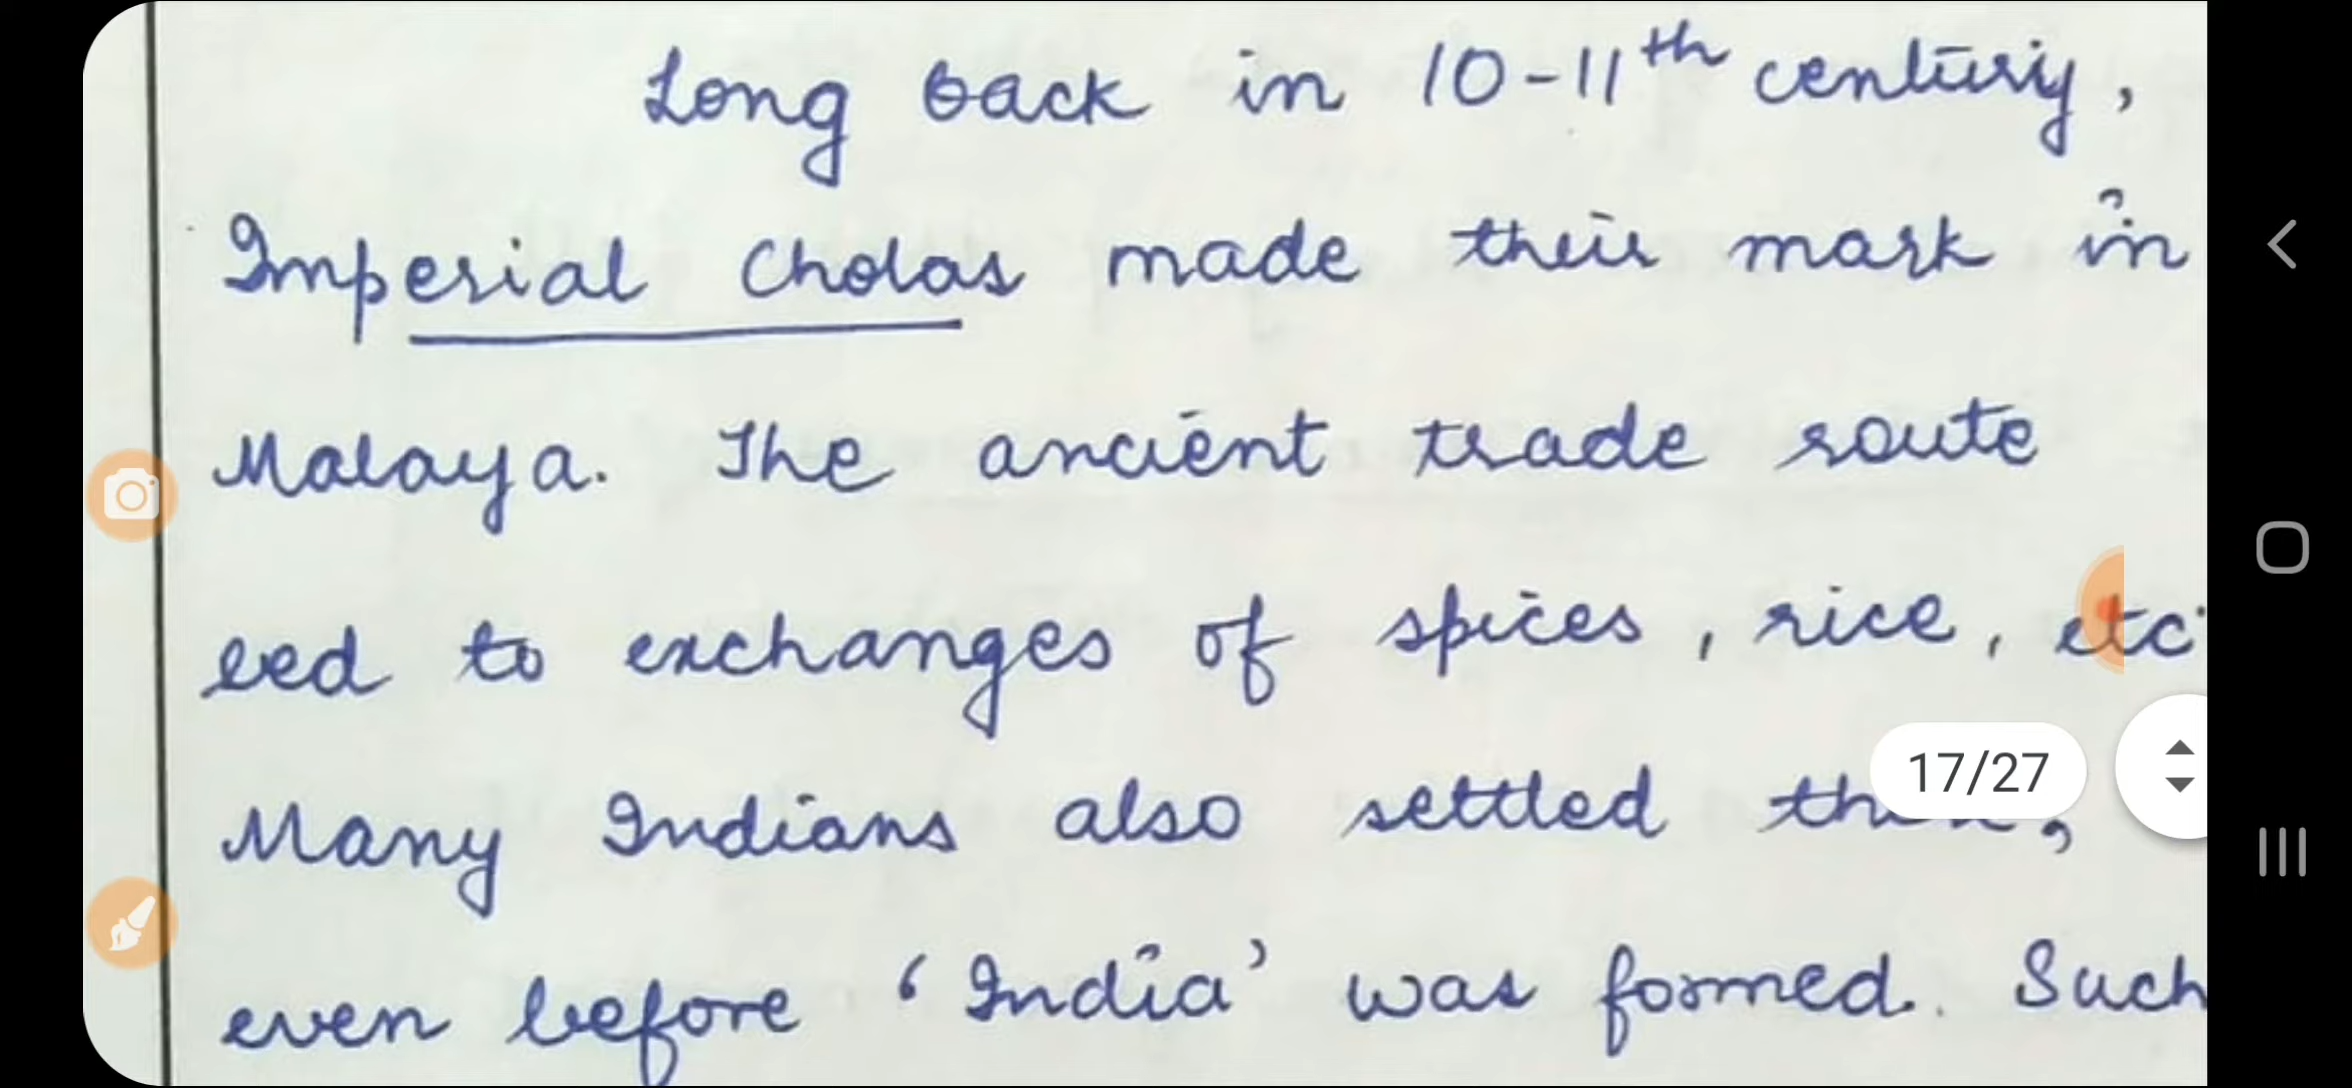 Long back in 10-11th century,
Imperial Cholas made their mark in
Malaya. The ancient trade route
led to exchanges of spices, rice, etc.
17/27
Many Indians also settled
even before 'India' was formed. Such